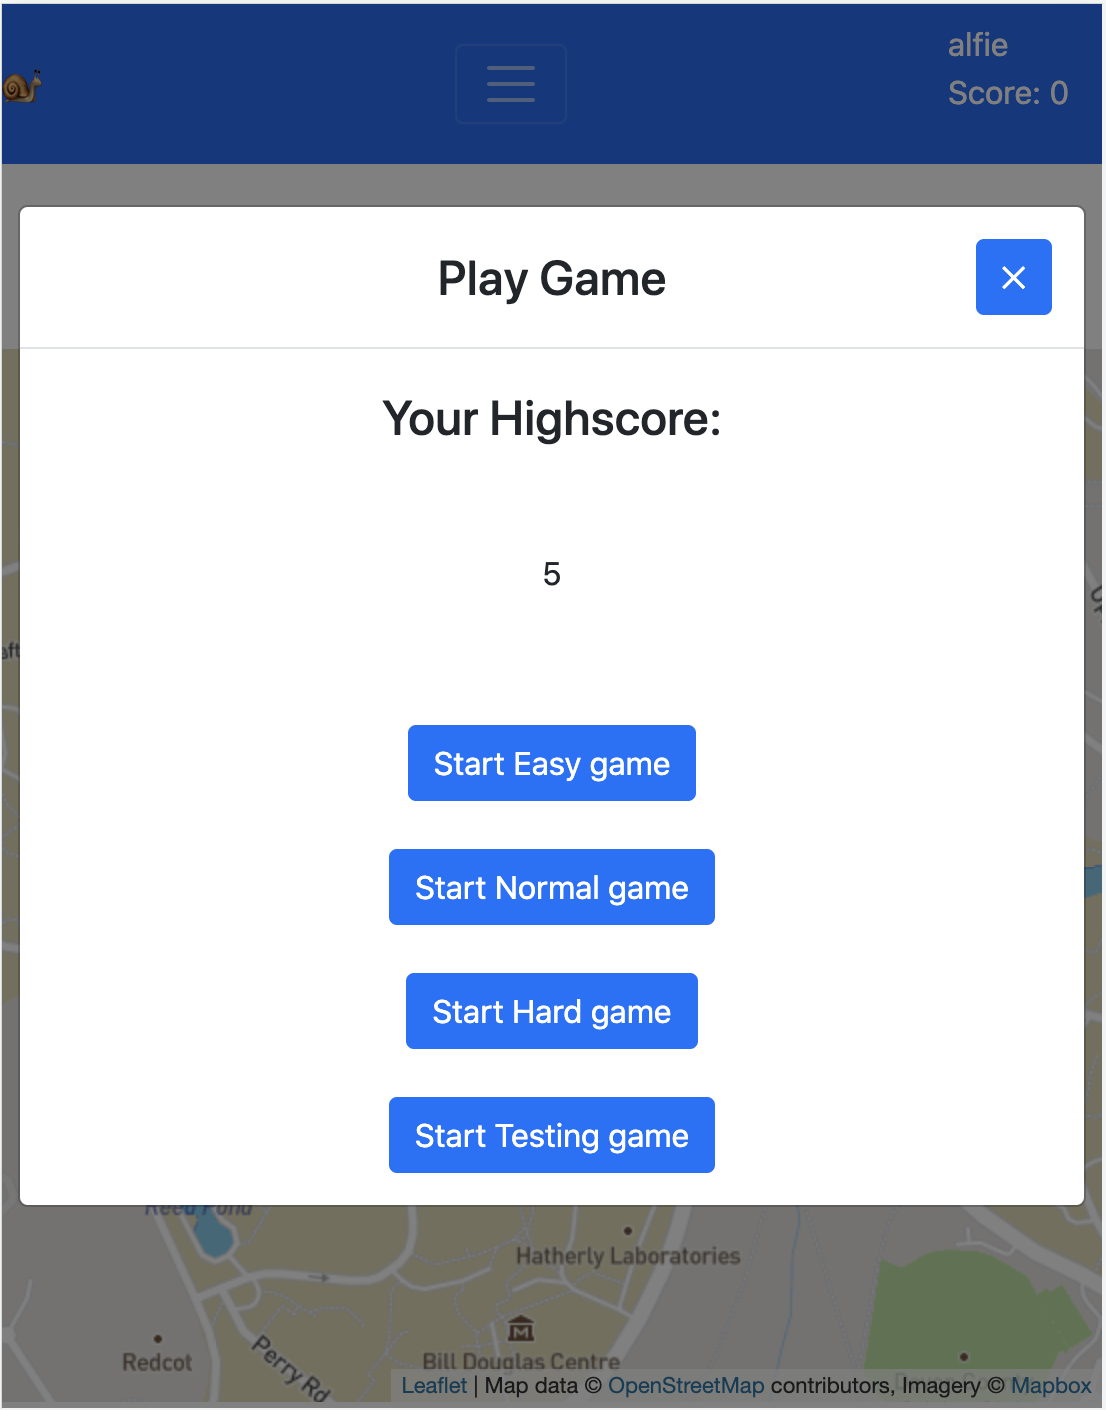 alfie
Score: 0
Play Game
Your Highscore:
5
Start Easy game
Start Normal game
Start Hard game
Start Testing game
Reed Pond
Hatherly Laboratories
Redcot
Perry Rd
Bill Douglas Centre
Leaflet | Map data © OpenStreetMap contributors, Imagery © Mapbox